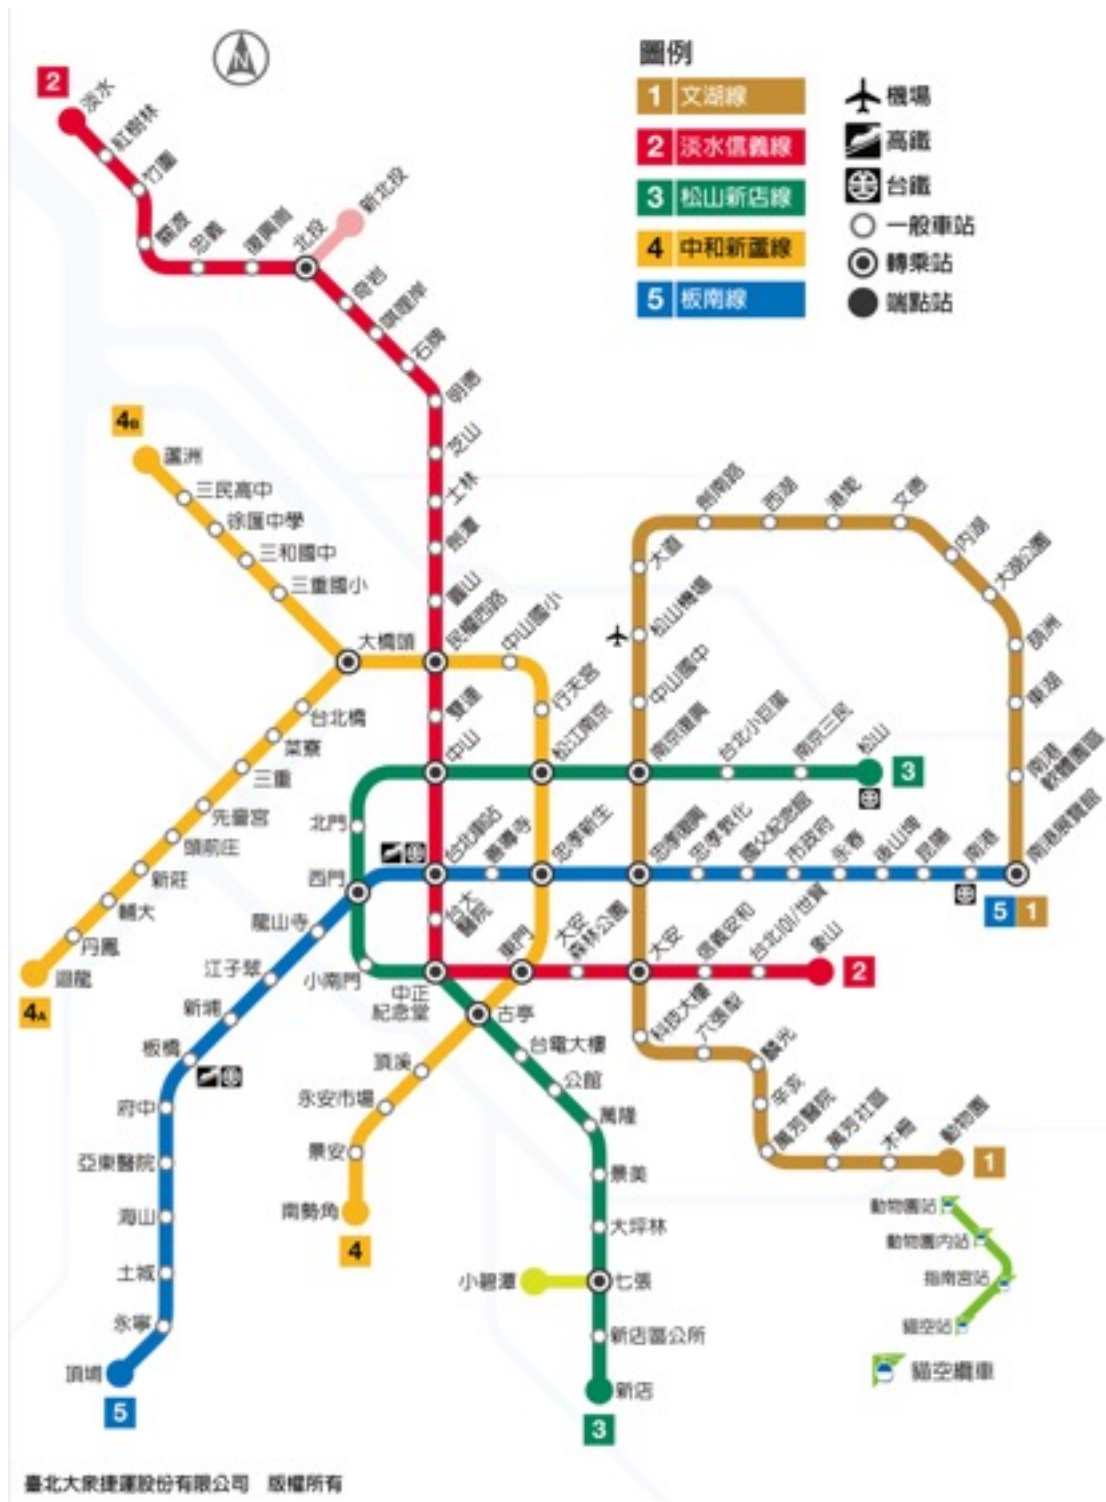 圖例
1 文湖線
2 淡水信義線
3 松山新店線
4 中和新蘆線
5 板南線
機場
高鐵
台鐵
一般車站
轉乘站
端點站
N
2
淡水
紅樹林
竹圍
關渡
忠義
復興崗
北投
新北投
奇岩
唭哩岸
石牌
明德
芝山
士林
劍潭
圓山
民權西路
雙連
中山
台北車站
台大
醫院
中正
紀念堂
東門
大安
森林公園
大安
信義安和
台北101/世貿
象山
2
4B
蘆洲
三民高中
徐匯中學
三和國中
三重國小
大橋頭
台北橋
菜寮
三重
先嗇宮
頭前庄
新莊
輔大
丹鳳
迴龍
4A
中山國小
行天宮
松江南京
忠孝新生
古亭
頂溪
永安市場
景安
南勢角
4
劍南路
西湖
港墘
文德
內湖
大湖公園
葫洲
東湖
南港
軟體園區
南港展覽館
5 1
大直
松山機場
中山國中
南京復興
忠孝復興
科技大樓
六張犁
麟光
辛亥
萬芳醫院
萬芳社區
木柵
動物園
1
台北小巨蛋
南京三民
松山
3
北門
西門
小南門
台電大樓
公館
萬隆
景美
大坪林
七張
小碧潭
新店區公所
新店
3
善導寺
忠孝敦化
國父紀念館
市政府
永春
後山埤
昆陽
南港
龍山寺
江子翠
新埔
板橋
府中
亞東醫院
海山
土城
永寧
頂埔
5
動物園站
動物園內站
指南宮站
貓空站
貓空纜車
臺北大眾捷運股份有限公司 版權所有